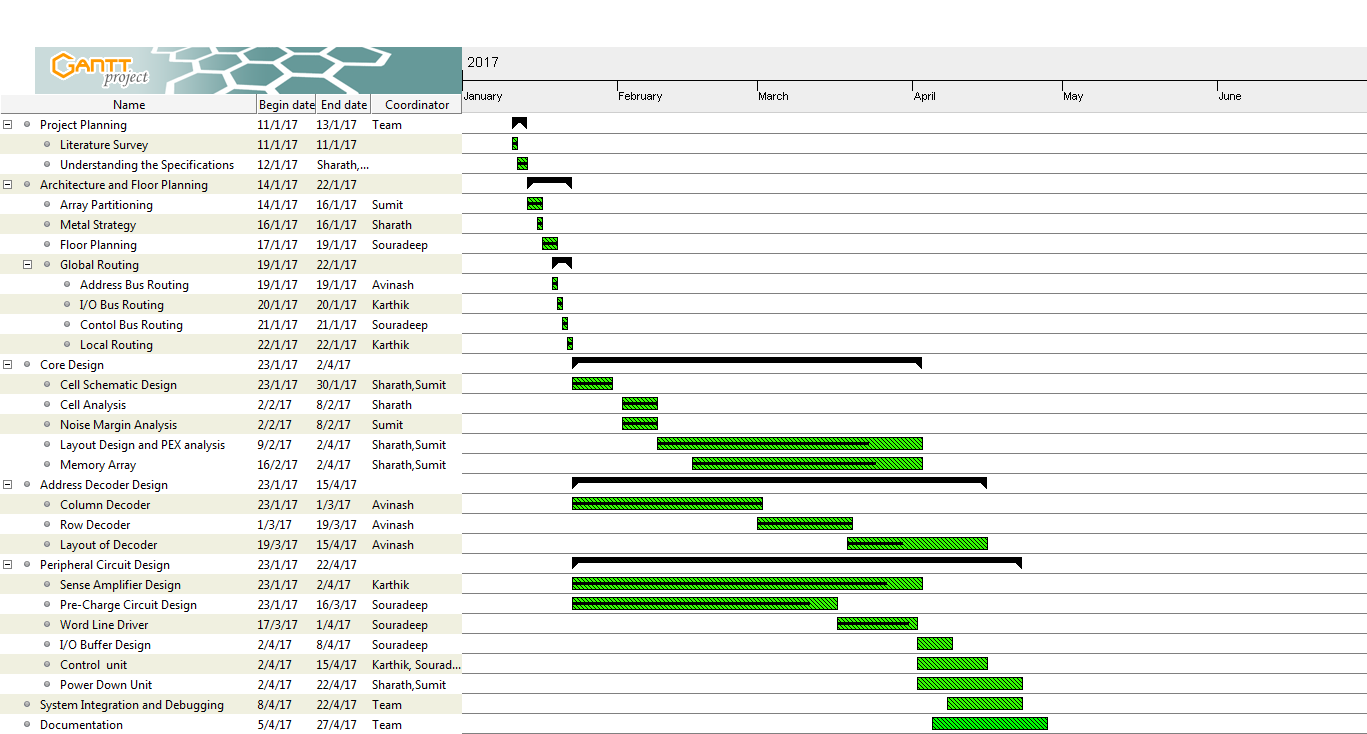 GANTT
project
2017
January February March April May June
Name Begin date End date Coordinator
Project Planning 11/1/17 13/1/17 Team
Literature Survey 11/1/17 11/1/17
Understanding the Specifications 12/1/17 Sharath,...
Architecture and Floor Planning 14/1/17 22/1/17
Array Partitioning 14/1/17 16/1/17 Sumit
Metal Strategy 16/1/17 16/1/17 Sharath
Floor Planning 17/1/17 19/1/17 Souradeep
Global Routing 19/1/17 22/1/17
Address Bus Routing 19/1/17 19/1/17 Avinash
I/O Bus Routing 20/1/17 20/1/17 Karthik
Contol Bus Routing 21/1/17 21/1/17 Souradeep
Local Routing 22/1/17 22/1/17 Karthik
Core Design 23/1/17 2/4/17
Cell Schematic Design 23/1/17 30/1/17 Sharath,Sumit
Cell Analysis 2/2/17 8/2/17 Sharath
Noise Margin Analysis 2/2/17 8/2/17 Sumit
Layout Design and PEX analysis 9/2/17 2/4/17 Sharath,Sumit
Memory Array 16/2/17 2/4/17 Sharath,Sumit
Address Decoder Design 23/1/17 15/4/17
Column Decoder 23/1/17 1/3/17 Avinash
Row Decoder 1/3/17 19/3/17 Avinash
Layout of Decoder 19/3/17 15/4/17 Avinash
Peripheral Circuit Design 23/1/17 22/4/17
Sense Amplifier Design 23/1/17 2/4/17 Karthik
Pre-Charge Circuit Design 23/1/17 16/3/17 Souradeep
Word Line Driver 17/3/17 1/4/17 Souradeep
I/O Buffer Design 2/4/17 8/4/17 Souradeep
Control unit 2/4/17 15/4/17 Karthik, Sourad...
Power Down Unit 2/4/17 22/4/17 Sharath,Sumit
System Integration and Debugging 8/4/17 22/4/17 Team
Documentation 5/4/17 27/4/17 Team